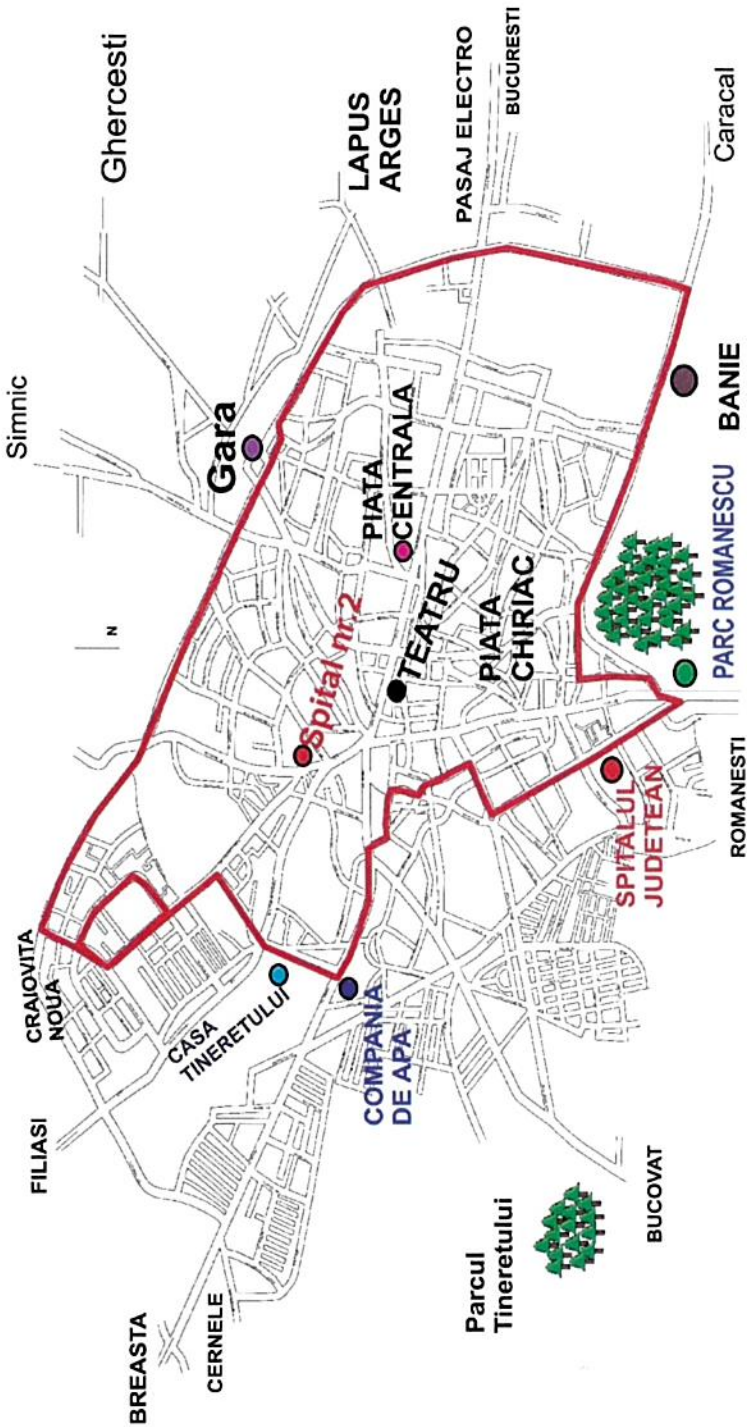 Simnic
Ghercesti
N
Gara
LAPUS
ARGES
CRAIOVITA
NOUA
FILIASI
Spital nr.2
PIATA
CENTRALA
PASAJ ELECTRO
BUCURESTI
CASA
TINERETULUI
TEATRU
BREASTA
CERNELE
COMPANIA
DE APA
PIATA
CHIRIAC
Caracal
BANIE
Parcul
Tineretului
SPITALUL
JUDETEAN
PARC ROMANESCU
BUCOVAT
ROMANESTI